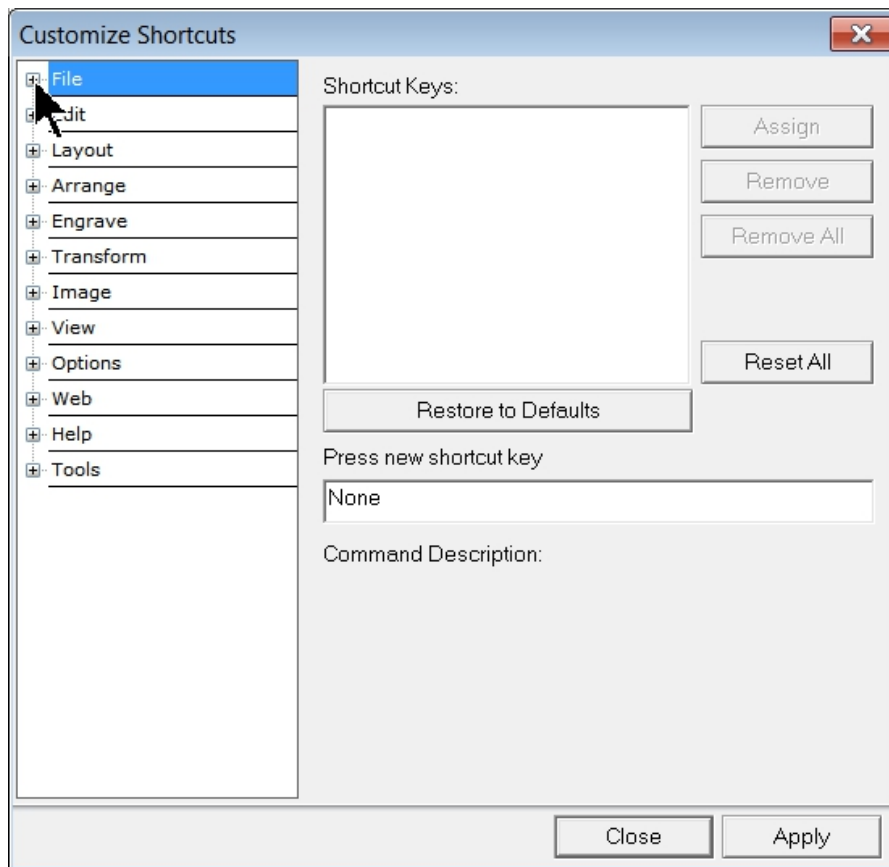 Customize Shortcuts
File
Edit
Layout
Arrange
Engrave
Transform
Image
View
Options
Web
Help
Tools
Shortcut Keys:
Assign
Remove
Remove All
Reset All
Restore to Defaults
Press new shortcut key
None
Command Description:
Close
Apply